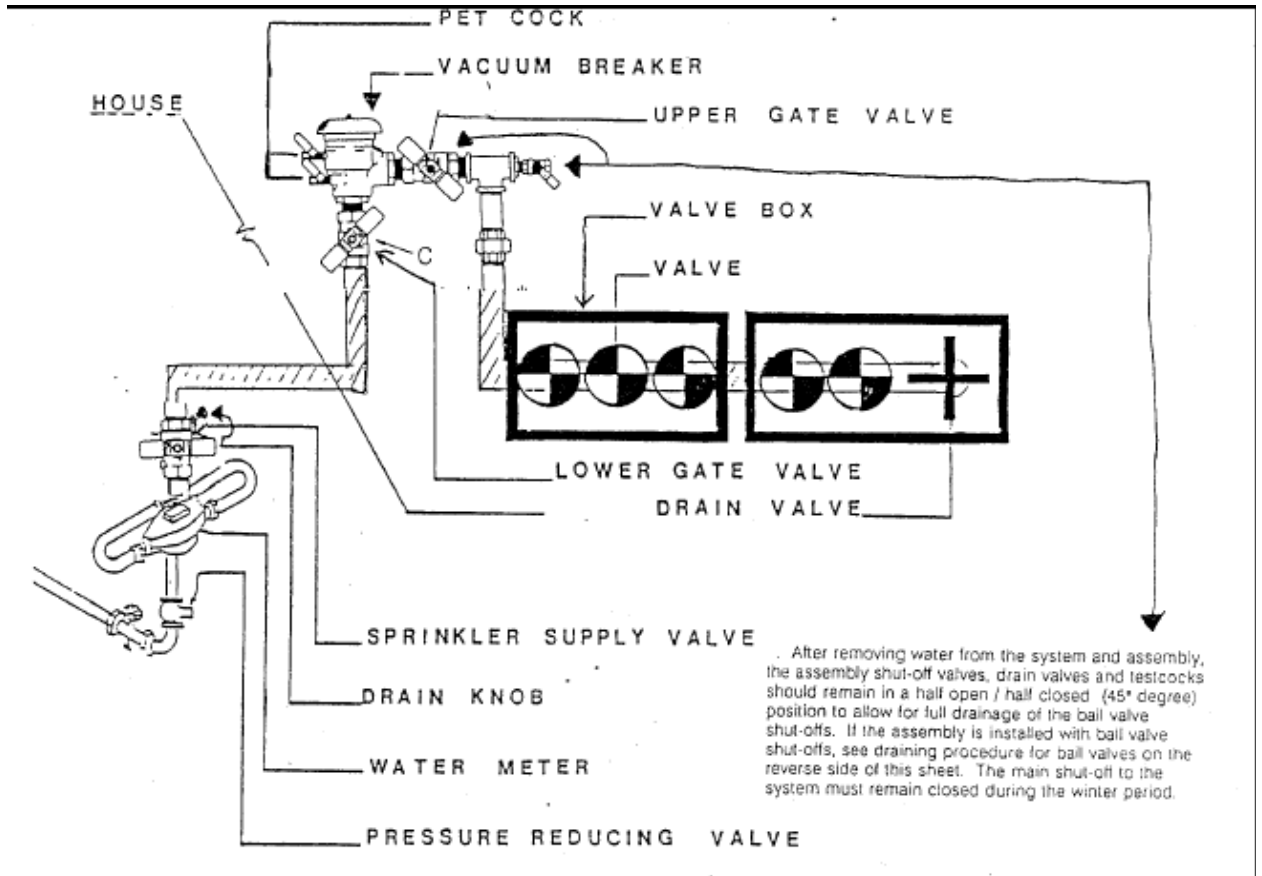 PET COCK
VACUUM BREAKER
HOUSE
UPPER GATE VALVE
VALVE BOX
C
VALVE
LOWER GATE VALVE
DRAIN VALVE
SPRINKLER SUPPLY VALVE
DRAIN KNOB
WATER METER
PRESSURE REDUCING VALVE
After removing water from the system and assembly,
the assembly shut-off valves, drain valves and testcocks
should remain in a half open / half closed (45° degree)
position to allow for full drainage of the ball valve
shut-offs. If the assembly is installed with ball valve
shut-offs, see draining procedure for ball valves on the
reverse side of this sheet. The main shut-off to the
system must remain closed during the winter period.